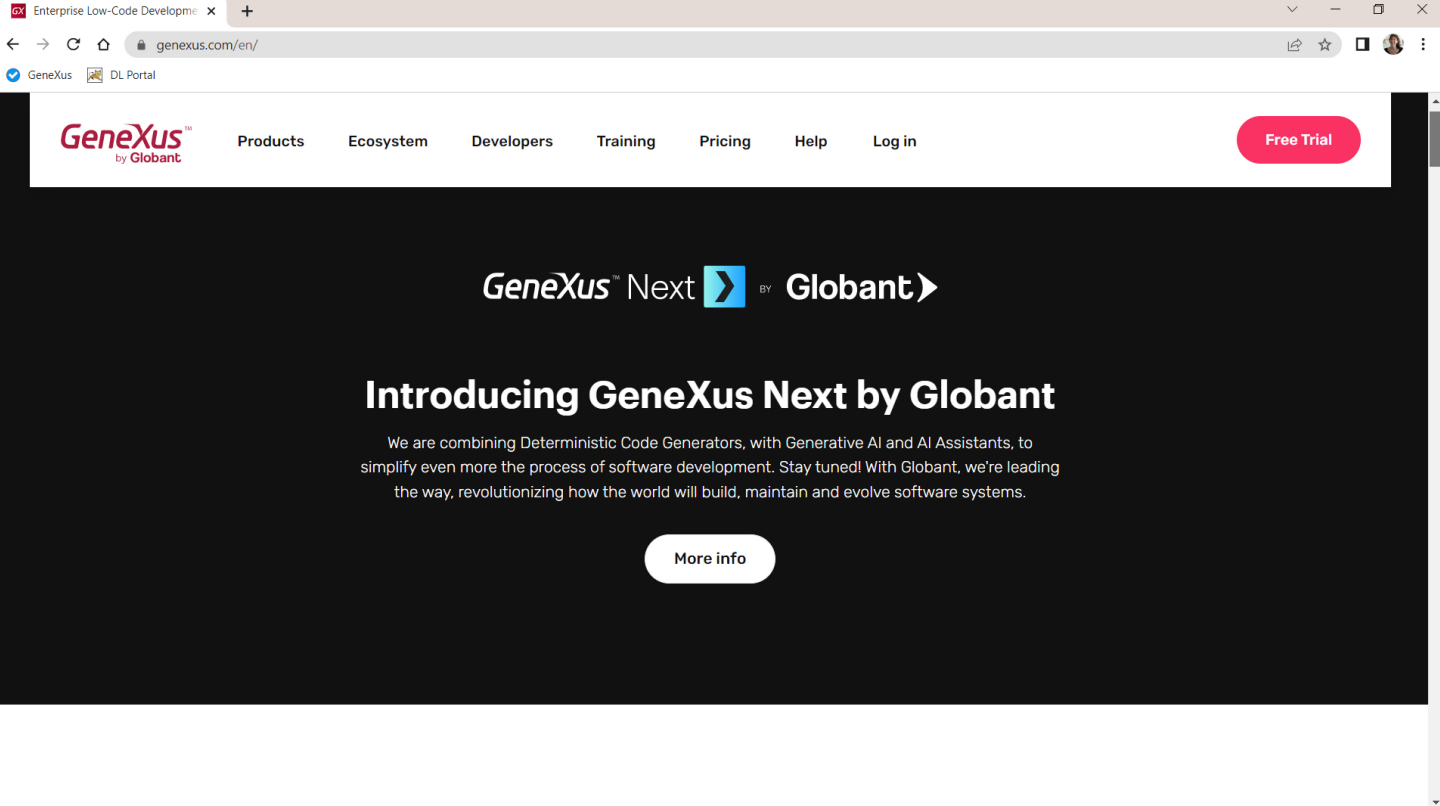 GX Enterprise Low-Code Developme
genexus.com/en/
GeneXus DL Portal
GeneXus™ Products Ecosystem Developers Training Pricing Help Log in Free Trial
by Globant
GeneXus™ Next BY Globant
Introducing GeneXus Next by Globant
We are combining Deterministic Code Generators, with Generative AI and AI Assistants, to
simplify even more the process of software development. Stay tuned! With Globant, we're leading
the way, revolutionizing how the world will build, maintain and evolve software systems.
More info